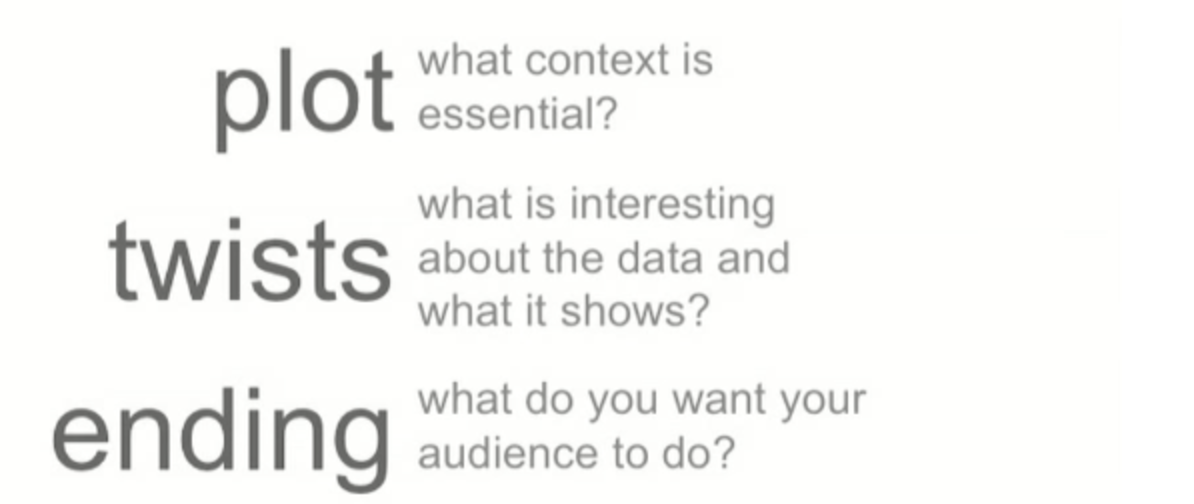 plot
what context is
essential?
twists
what is interesting
about the data and
what it shows?
ending
what do you want your
audience to do?